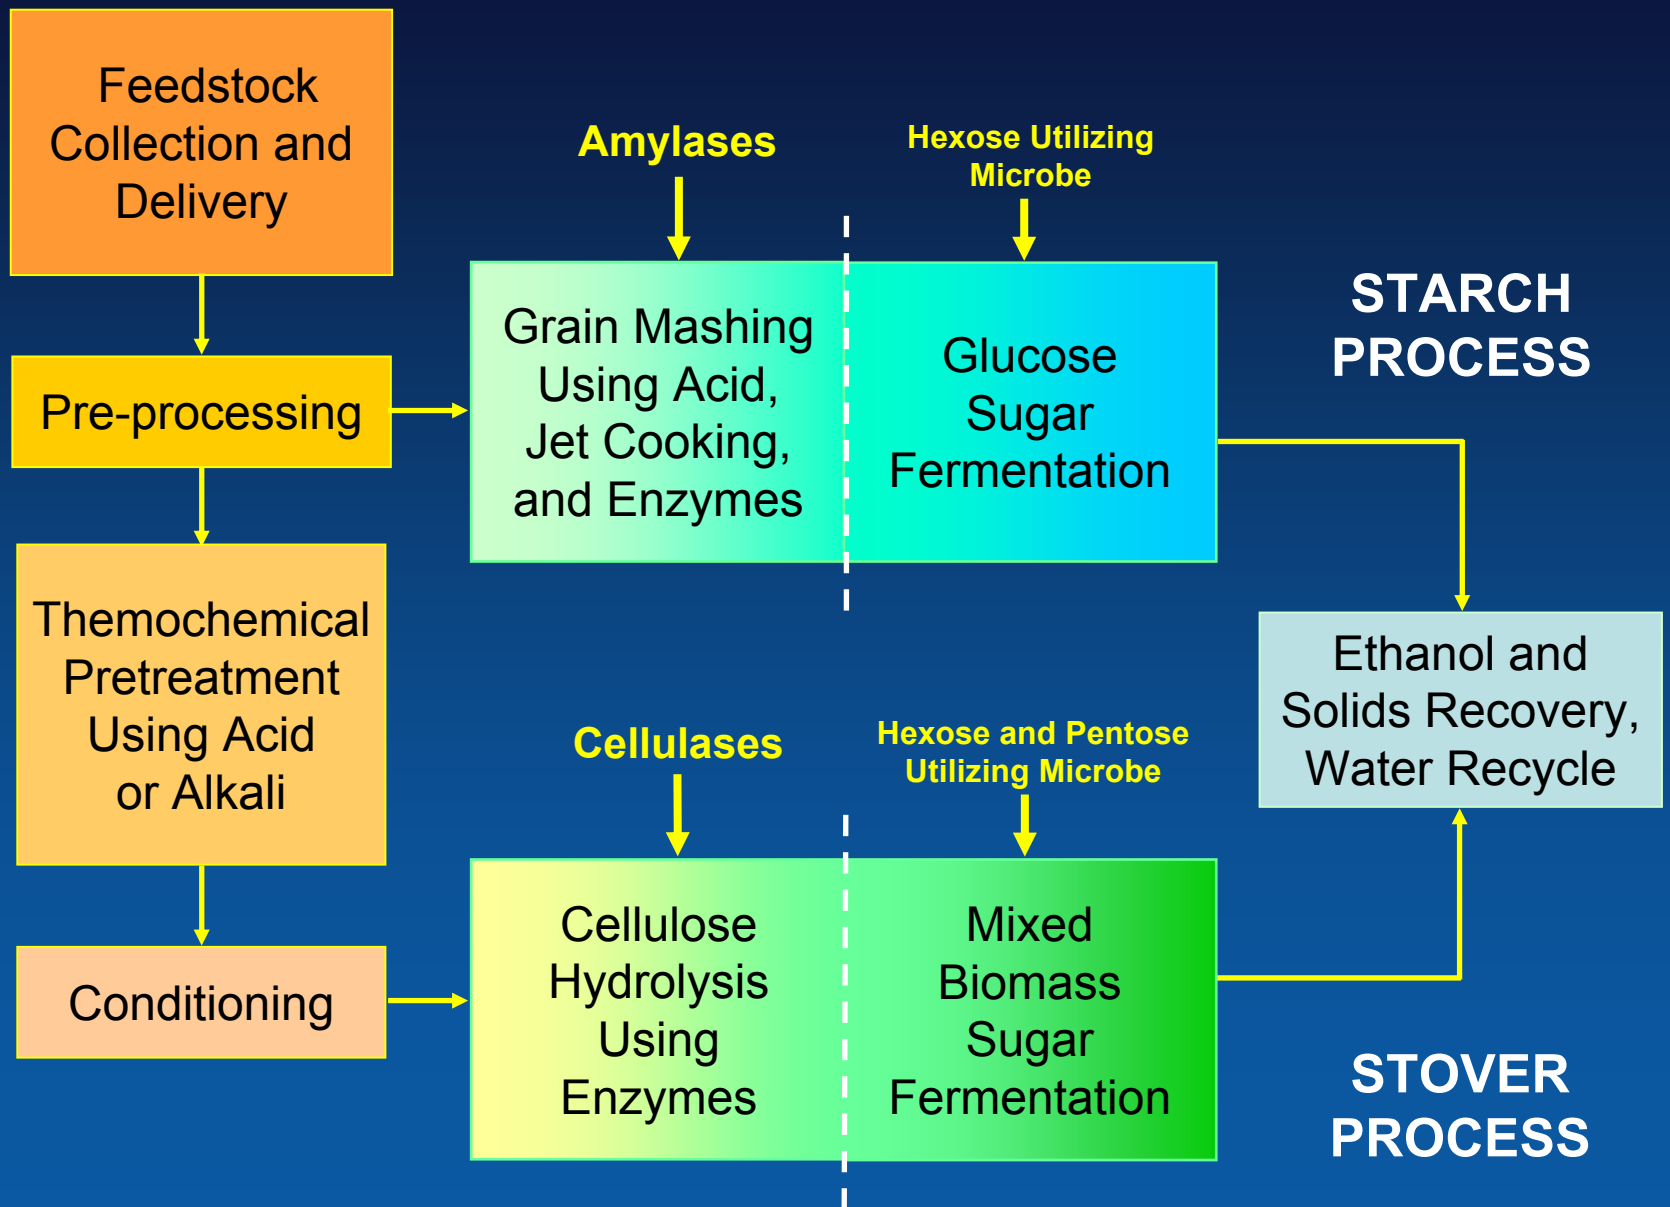 Feedstock
Collection and
Delivery
Pre-processing
Themochemical
Pretreatment
Using Acid
or Alkali
Conditioning
Amylases
Hexose Utilizing
Microbe
Grain Mashing
Using Acid,
Jet Cooking,
and Enzymes
Glucose
Sugar
Fermentation
STARCH
PROCESS
Cellulases
Hexose and Pentose
Utilizing Microbe
Cellulose
Hydrolysis
Using
Enzymes
Mixed
Biomass
Sugar
Fermentation
Ethanol and
Solids Recovery,
Water Recycle
STOVER
PROCESS